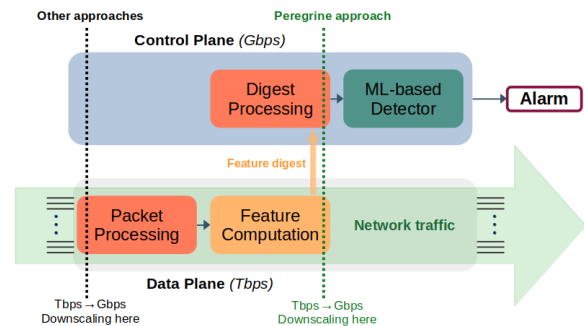 Other approaches
Peregrine approach
Control Plane (Gbps)
Digest
Processing
ML-based
Detector
Alarm
Feature digest
Packet
Processing
Feature
Computation
Network traffic
Data Plane (Tbps)
Tbps→Gbps
Downscaling here
Tbps→Gbps
Downscaling here